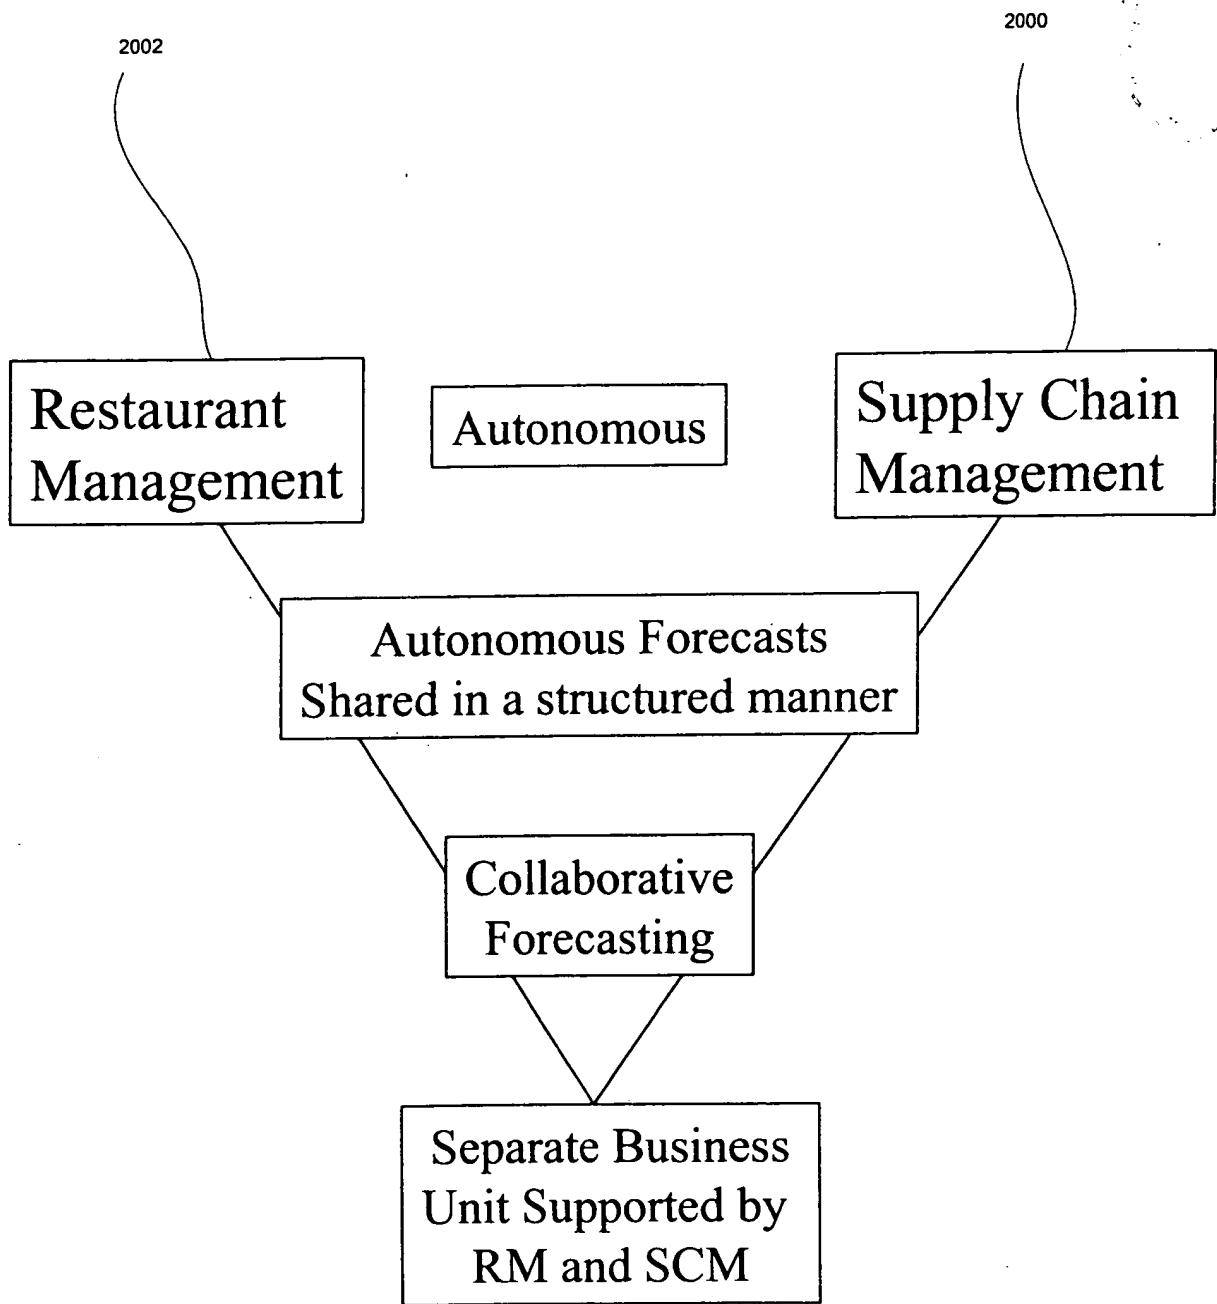 2002
2000
Restaurant
Management
Autonomous
Supply Chain
Management
Autonomous Forecasts
Shared in a structured manner
Collaborative
Forecasting
Separate Business
Unit Supported by
RM and SCM